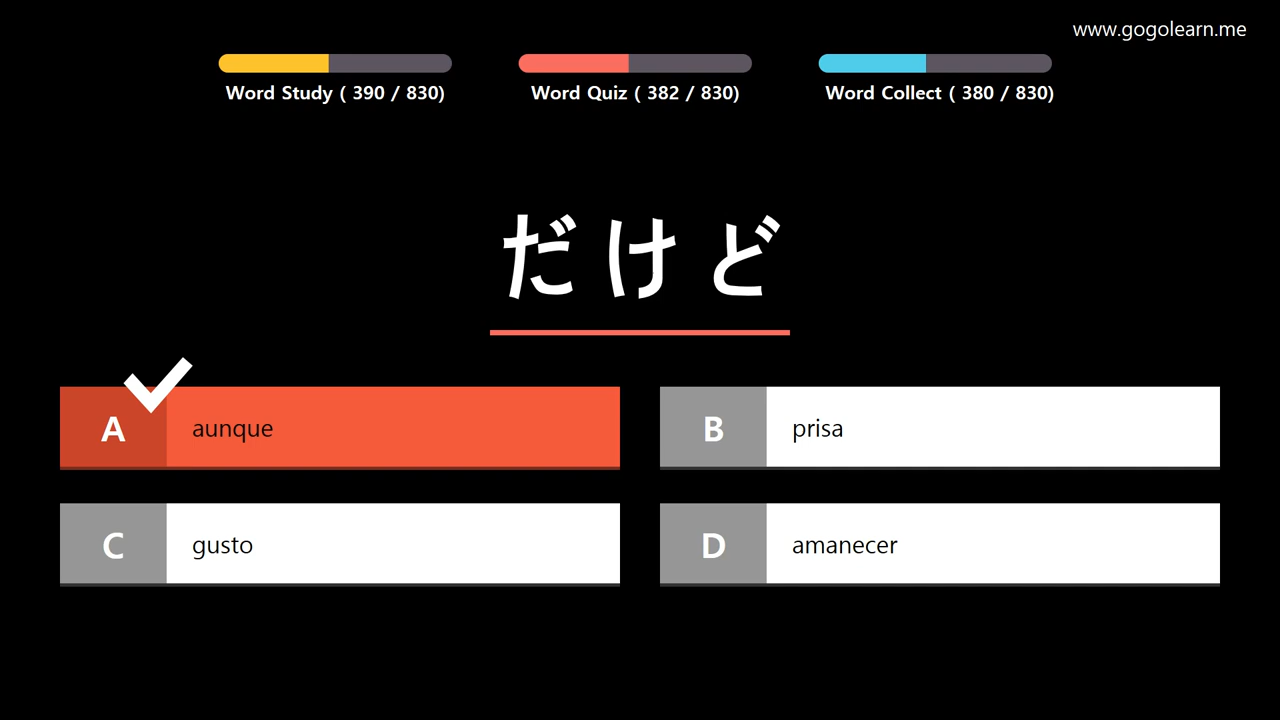 www.gogolearn.me
Word Study ( 390 / 830)
Word Quiz ( 382 / 830)
Word Collect ( 380 / 830)
だけど
A aunque
B prisa
C gusto
D amanecer